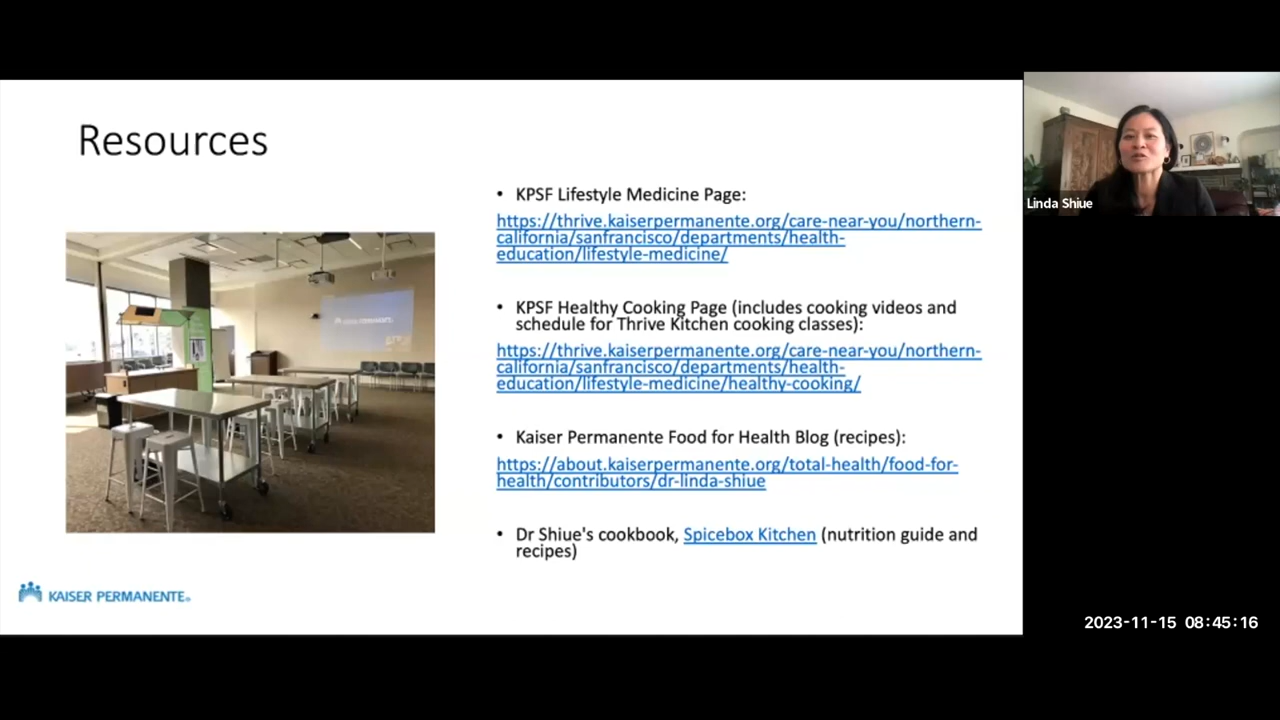 Resources
• KPSF Lifestyle Medicine Page:
https://thrive.kaiserpermanente.org/care-near-you/northern-
california/sanfrancisco/departments/health-
education/lifestyle-medicine/
• KPSF Healthy Cooking Page (includes cooking videos and
schedule for Thrive Kitchen cooking classes):
https://thrive.kaiserpermanente.org/care-near-you/northern-
california/sanfrancisco/departments/health-
education/lifestyle-medicine/healthy-cooking/
• Kaiser Permanente Food for Health Blog (recipes):
https://about.kaiserpermanente.org/total-health/food-for-
health/contributors/dr-linda-shiue
• Dr Shiue's cookbook, Spicebox Kitchen (nutrition guide and
recipes)
KAISER PERMANENTE®
Linda Shiue
2023-11-15 08:45:16